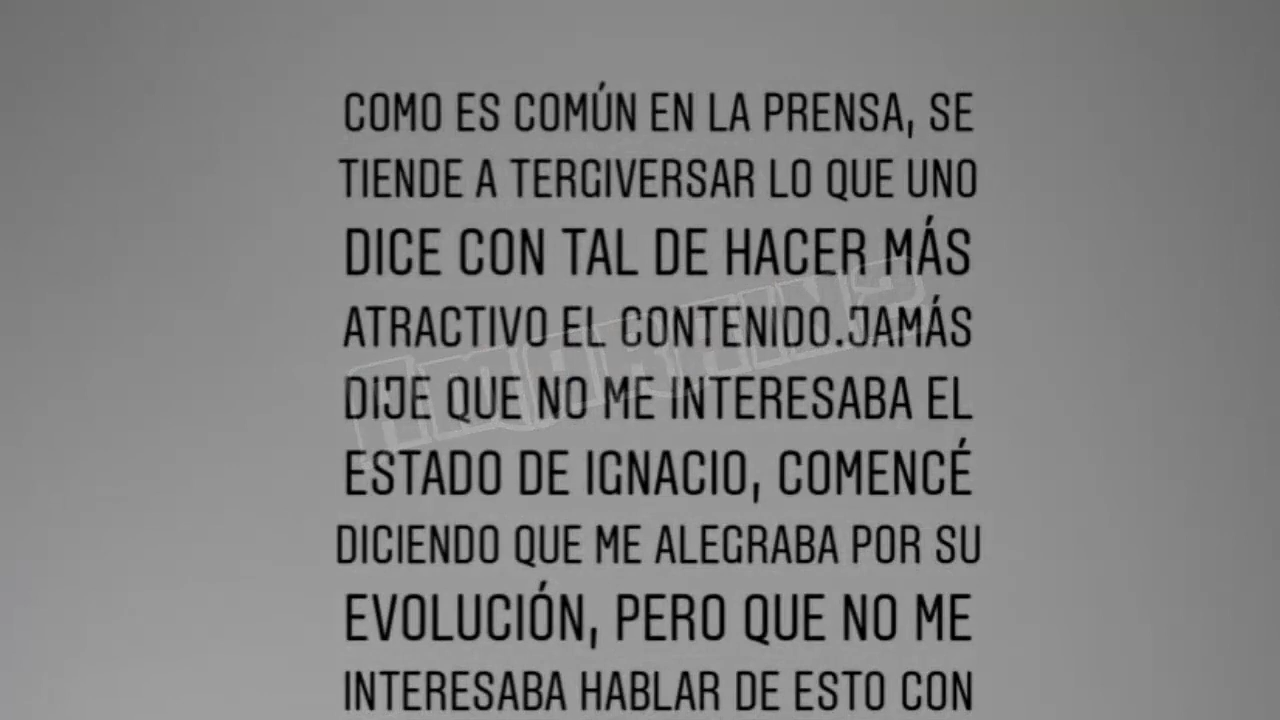 COMO ES COMÚN EN LA PRENSA, SE
TIENDE A TERGIVERSAR LO QUE UNO
DICE CON TAL DE HACER MÁS
ATRACTIVO EL CONTENIDO.JAMÁS
DIJE QUE NO ME INTERESABA EL
ESTADO DE IGNACIO, COMENCÉ
DICIENDO QUE ME ALEGRABA POR SU
EVOLUCIÓN, PERO QUE NO ME
INTERESABA HABLAR DE ESTO CON